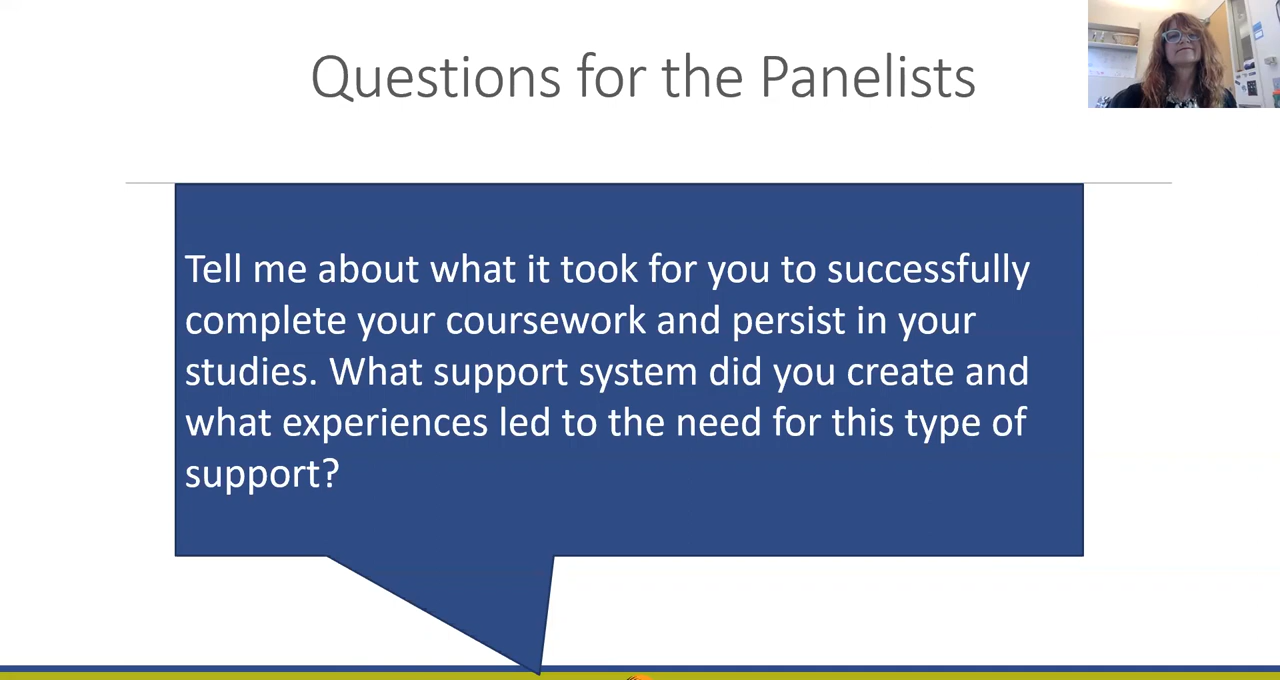 Questions for the Panelists
Tell me about what it took for you to successfully
complete your coursework and persist in your
studies. What support system did you create and
what experiences led to the need for this type of
support?